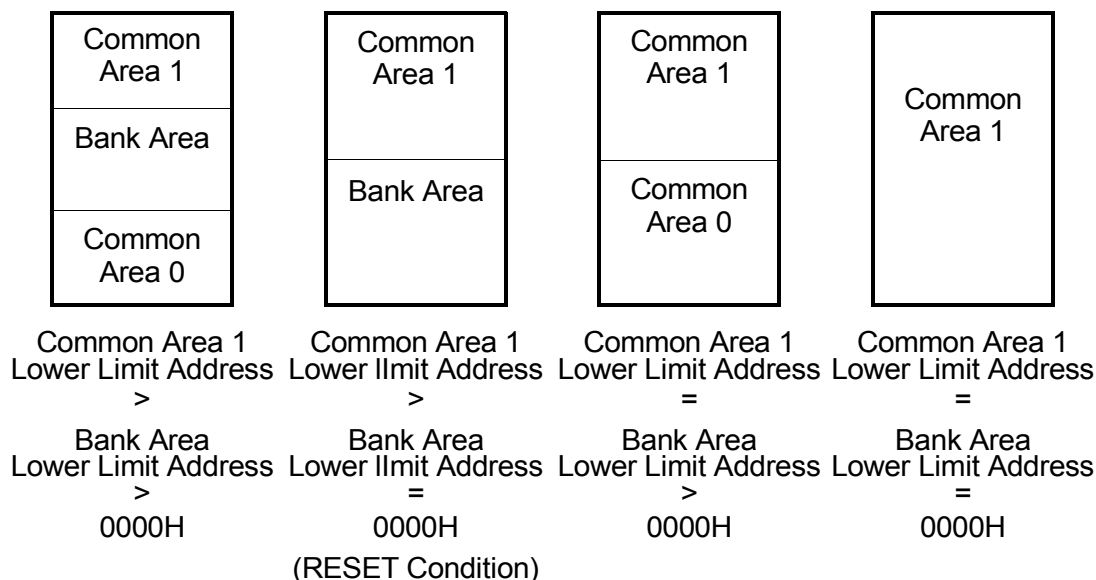 Common
Area 1
Bank Area
Common
Area 0
Common
Area 1
Bank Area
Common
Area 1
Common
Area 0
Common
Area 1
Common Area 1
Lower Limit Address
>
Bank Area
Lower Limit Address
>
0000H
Common Area 1
Lower lImit Address
>
Bank Area
Lower lImit Address
=
0000H
(RESET Condition)
Common Area 1
Lower Limit Address
=
Bank Area
Lower Limit Address
>
0000H
Common Area 1
Lower Limit Address
=
Bank Area
Lower Limit Address
=
0000H